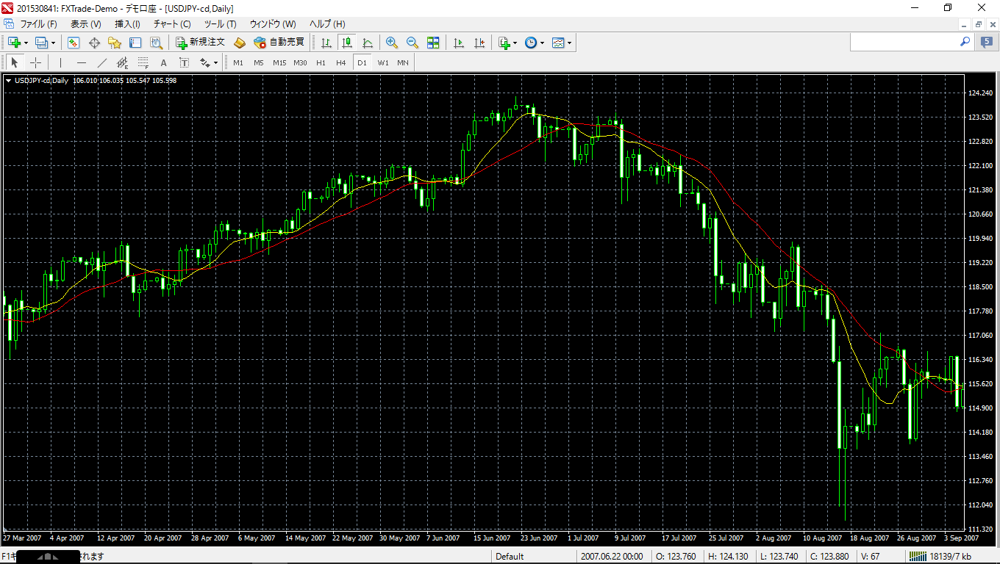 201530841: FXTrade-Demo - デモ口座 - [USDJPY-cd,Daily]
ファイル (F) 表示 (V) 挿入(I) チャート (C) ツール (T) ウィンドウ (W) ヘルプ (H)
新規注文 自動売買 5
A T M1 M5 M15 M30 H1 H4 D1 W1 MN
USDJPY-cd,Daily 106.010 106.035 105.547 105.598
124.240
123.520
122.820
122.100
121.380
120.660
119.940
119.220
118.500
117.780
117.060
116.340
115.620
114.900
114.180
113.460
112.760
112.040
111.320
27 Mar 2007 4 Apr 2007 12 Apr 2007 20 Apr 2007 28 Apr 2007 6 May 2007 14 May 2007 22 May 2007 30 May 2007 7 Jun 2007 15 Jun 2007 23 Jun 2007 1 Jul 2007 9 Jul 2007 17 Jul 2007 25 Jul 2007 2 Aug 2007 10 Aug 2007 18 Aug 2007 26 Aug 2007 3 Sep 2007
F1キ れます Default 2007.06.22 00:00 O: 123.760 H: 124.130 L: 123.740 C: 123.880 V: 67 18139/7 kb